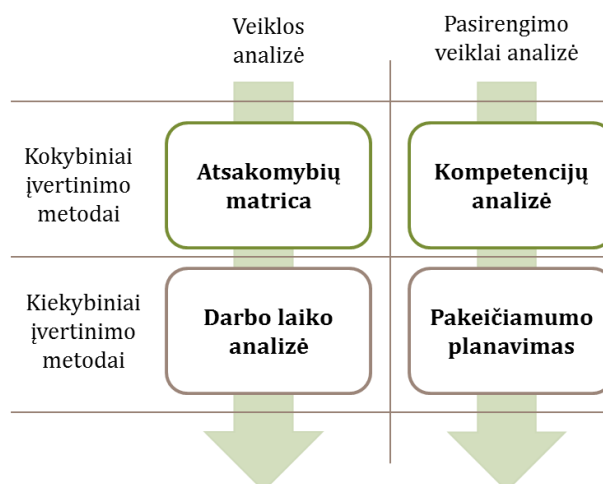 Veiklos
analizė
Pasirengimo
veiklai analizė
Kokybiniai
įvertinimo
metodai
Atsakomybių
matrica
Kompetencijų
analizė
Kiekybiniai
įvertinimo
metodai
Darbo laiko
analizė
Pakeičiamumo
planavimas